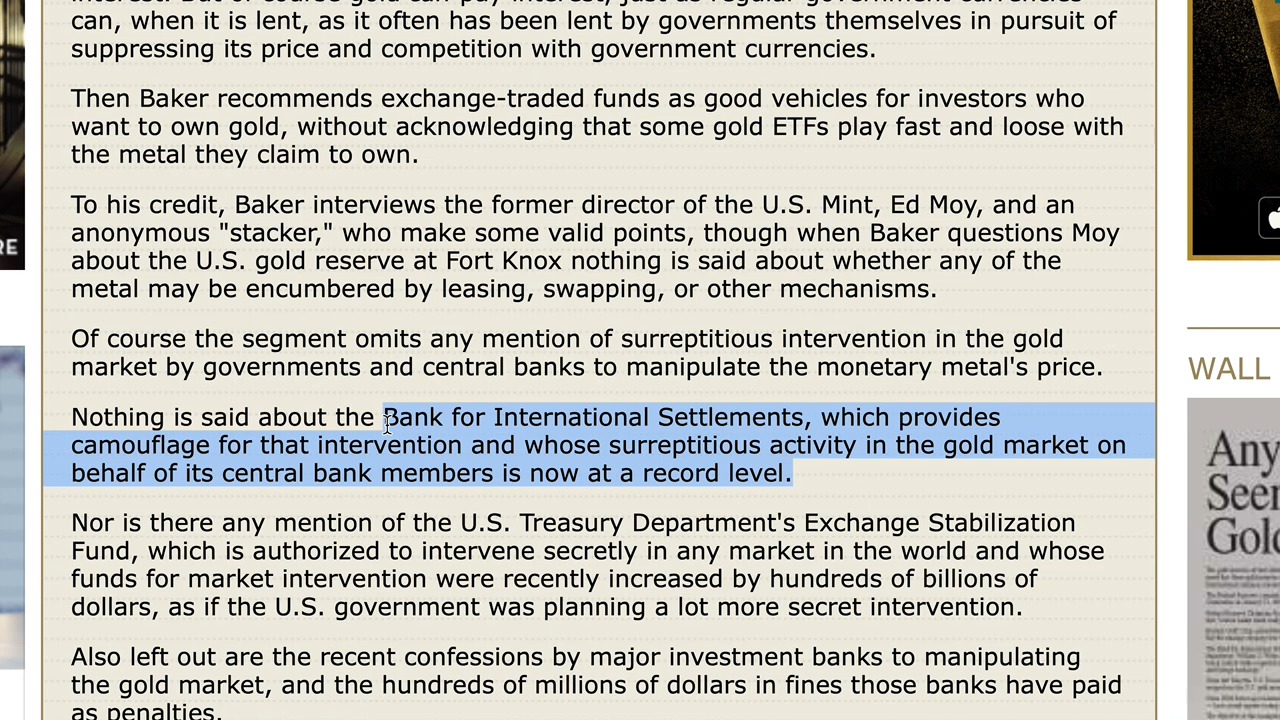 can, when it is lent, as it often has been lent by governments themselves in pursuit of
suppressing its price and competition with government currencies.
Then Baker recommends exchange-traded funds as good vehicles for investors who
want to own gold, without acknowledging that some gold ETFs play fast and loose with
the metal they claim to own.
To his credit, Baker interviews the former director of the U.S. Mint, Ed Moy, and an
anonymous "stacker," who make some valid points, though when Baker questions Moy
about the U.S. gold reserve at Fort Knox nothing is said about whether any of the
metal may be encumbered by leasing, swapping, or other mechanisms.
Of course the segment omits any mention of surreptitious intervention in the gold
market by governments and central banks to manipulate the monetary metal's price.
Nothing is said about the Bank for International Settlements, which provides
camouflage for that intervention and whose surreptitious activity in the gold market on
behalf of its central bank members is now at a record level.
Nor is there any mention of the U.S. Treasury Department's Exchange Stabilization
Fund, which is authorized to intervene secretly in any market in the world and whose
funds for market intervention were recently increased by hundreds of billions of
dollars, as if the U.S. government was planning a lot more secret intervention.
Also left out are the recent confessions by major investment banks to manipulating
the gold market, and the hundreds of millions of dollars in fines those banks have paid
as penalties.
RE
WALL
Any
Seen
Gold